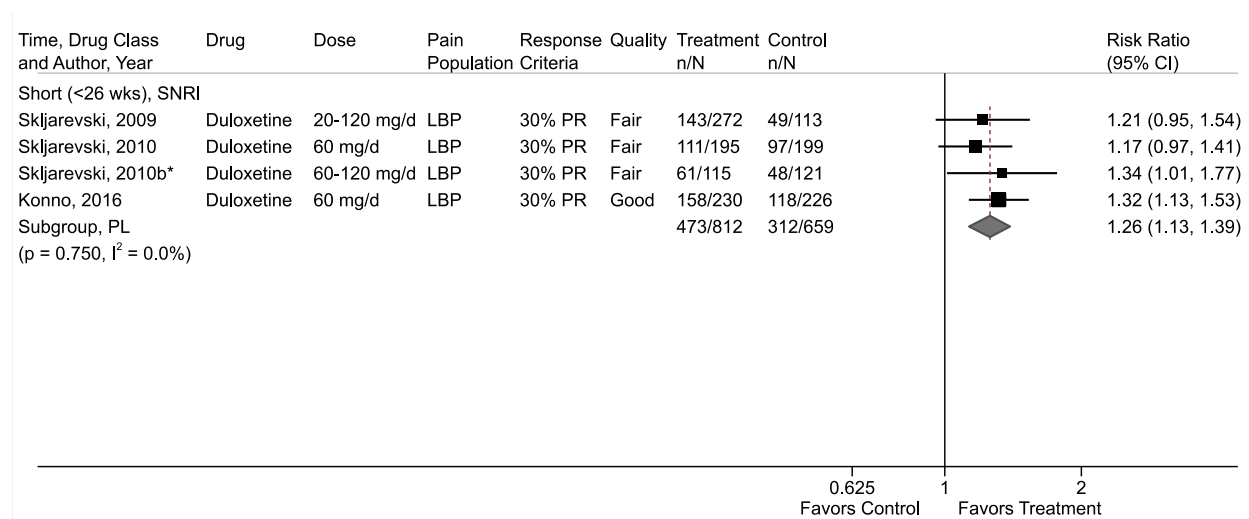 Time, Drug Class Drug Dose Pain Response Quality Treatment Control Risk Ratio
and Author, Year Population Criteria n/N n/N (95% CI)
Short (<26 wks), SNRI
Skljarevski, 2009 Duloxetine 20-120 mg/d LBP 30% PR Fair 143/272 49/113 1.21 (0.95, 1.54)
Skljarevski, 2010 Duloxetine 60 mg/d LBP 30% PR Fair 111/195 97/199 1.17 (0.97, 1.41)
Skljarevski, 2010b* Duloxetine 60-120 mg/d LBP 30% PR Fair 61/115 48/121 1.34 (1.01, 1.77)
Konno, 2016 Duloxetine 60 mg/d LBP 30% PR Good 158/230 118/226 1.32 (1.13, 1.53)
Subgroup, PL 473/812 312/659 1.26 (1.13, 1.39)
(p = 0.750, I² = 0.0%)
0.625 1 2
Favors Control Favors Treatment